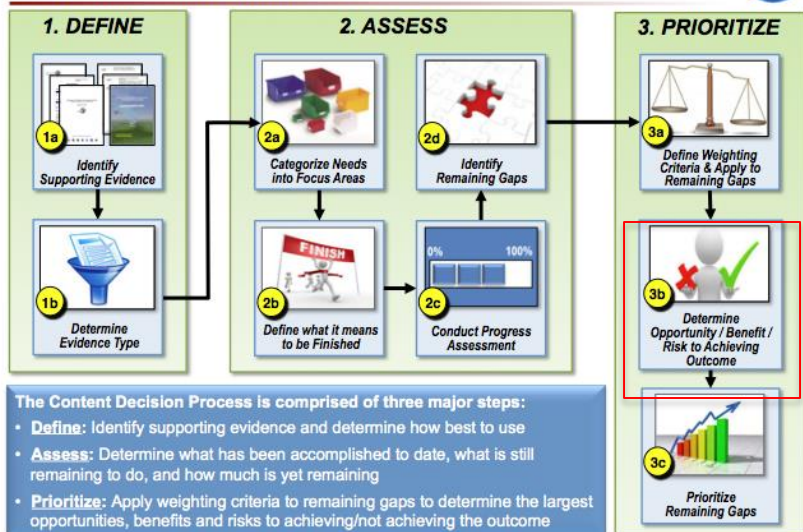 1. DEFINE
1a
Identify
Supporting Evidence
1b
Determine
Evidence Type
2. ASSESS
2a
Categorize Needs
into Focus Areas
FINISH
2b
Define what it means
to be Finished
0% 100%
2c
Conduct Progress
Assessment
2d
Identify
Remaining Gaps
3. PRIORITIZE
3a
Define Weighting
Criteria & Apply to
Remaining Gaps
3b
Determine
Opportunity / Benefit /
Risk to Achieving
Outcome
3c
Prioritize
Remaining Gaps
The Content Decision Process is comprised of three major steps:
• Define: Identify supporting evidence and determine how best to use
• Assess: Determine what has been accomplished to date, what is still
remaining to do, and how much is yet remaining
• Prioritize: Apply weighting criteria to remaining gaps to determine the largest
opportunities, benefits and risks to achieving/not achieving the outcome